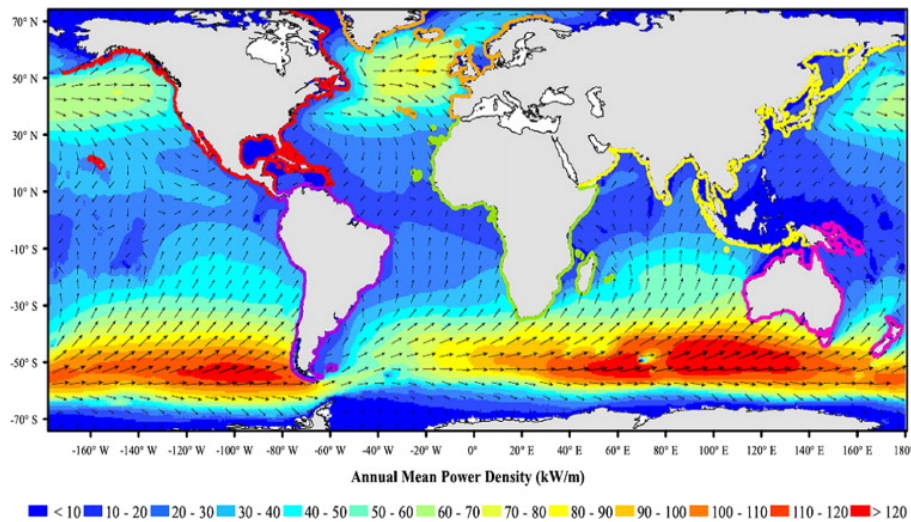 70° N
50° N
30° N
10° N
-10° S
-30° S
-50° S
-70° S
-160° W -140° W -120° W -100° W -80° W -60° W -40° W -20° W 0° E 20° E 40° E 60° E 80° E 100° E 120° E 140° E 160° E 180
Annual Mean Power Density (kW/m)
< 10 10 - 20 20 - 30 30 - 40 40 - 50 50 - 60 60 - 70 70 - 80 80 - 90 90 - 100 100 - 110 110 - 120 > 120